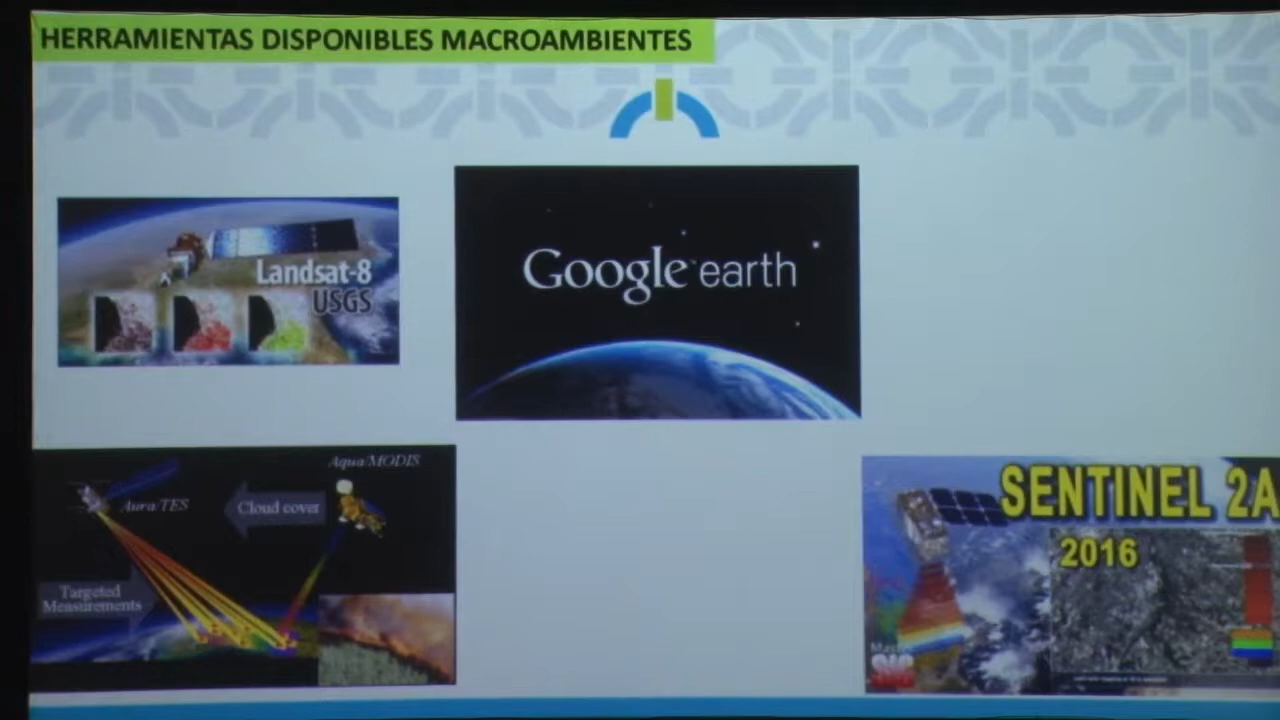 HERRAMIENTAS DISPONIBLES MACROAMBIENTES
Landsat-8
USGS
Google earth
Aqua/MODIS
Aura/TES
Cloud cover
Targeted
Measurements
SENTINEL 2A
2016
SIG